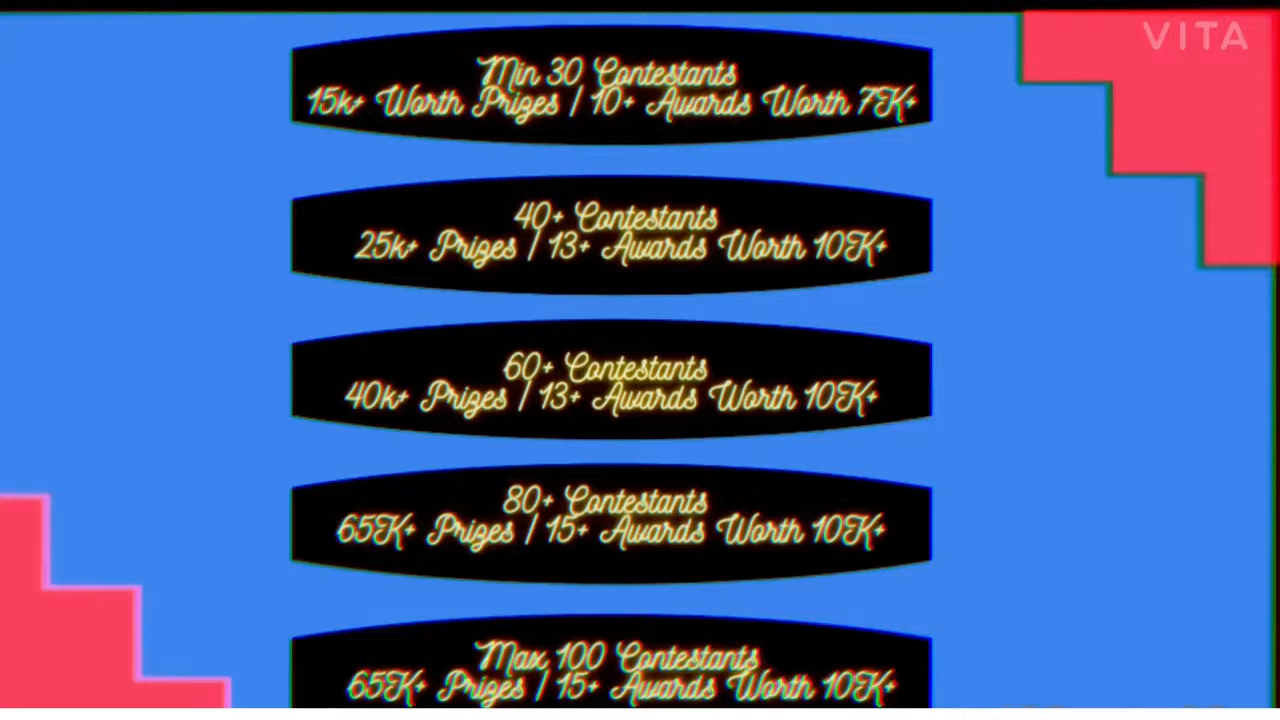 VITA
Min 30 Contestants
15k+ Worth Prizes / 10+ Awards Worth 7K+
40+ Contestants
25k+ Prizes / 13+ Awards Worth 10K+
60+ Contestants
40k+ Prizes / 13+ Awards Worth 10K+
80+ Contestants
65K+ Prizes / 15+ Awards Worth 10K+
Max 100 Contestants
65K+ Prizes / 15+ Awards Worth 10K+